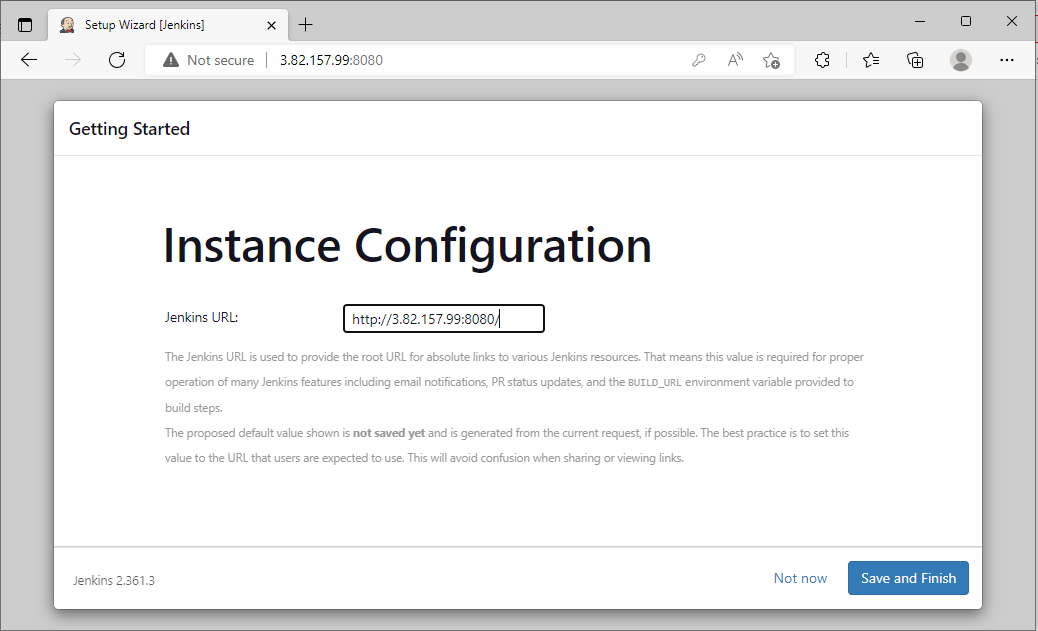 Setup Wizard [Jenkins]
Not secure
3.82.157.99:8080
Getting Started
Instance Configuration
Jenkins URL:
http://3.82.157.99:8080/
The Jenkins URL is used to provide the root URL for absolute links to various Jenkins resources. That means this value is required for proper
operation of many Jenkins features including email notifications, PR status updates, and the BUILD_URL environment variable provided to
build steps.
The proposed default value shown is not saved yet and is generated from the current request, if possible. The best practice is to set this
value to the URL that users are expected to use. This will avoid confusion when sharing or viewing links.
Jenkins 2.361.3
Not now
Save and Finish